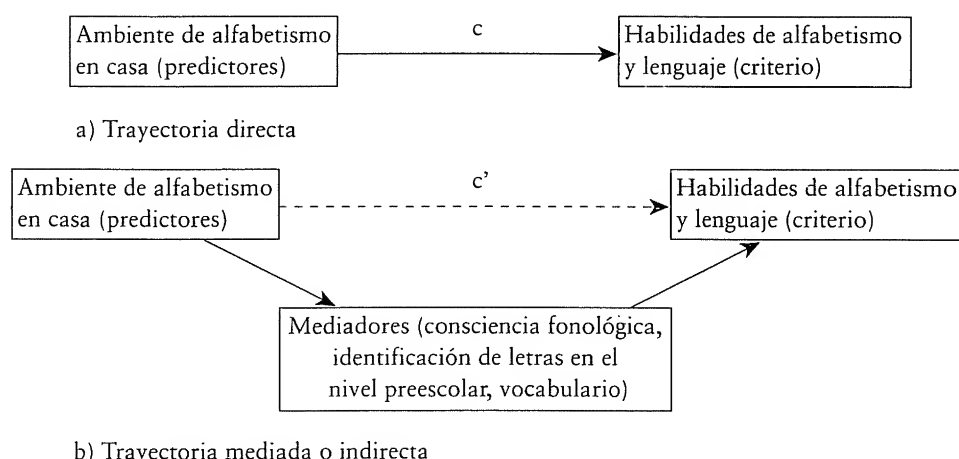 Ambiente de alfabetismo
en casa (predictores)
c
Habilidades de alfabetismo
y lenguaje (criterio)
a) Trayectoria directa
Ambiente de alfabetismo
en casa (predictores)
c'
Habilidades de alfabetismo
y lenguaje (criterio)
Mediadores (consciencia fonológica,
identificación de letras en el
nivel preescolar, vocabulario)
b) Trayectoria mediada o indirecta